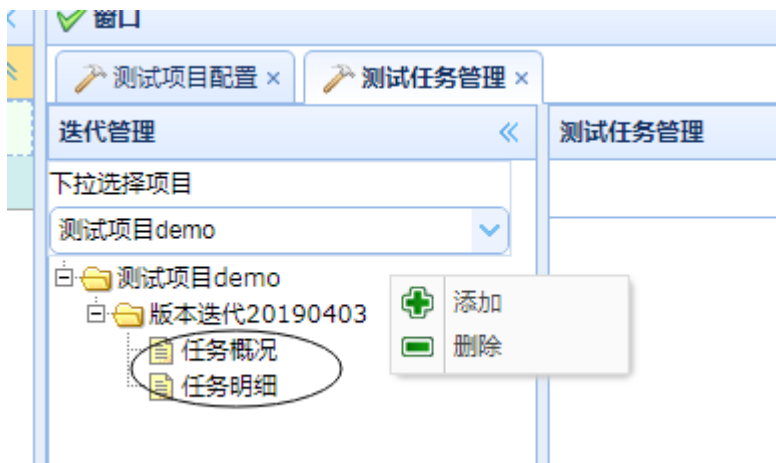 窗口
测试项目配置 × 测试任务管理 ×
迭代管理
测试任务管理
下拉选择项目
测试项目demo
测试项目demo
版本迭代20190403
任务概况
任务明细
添加
删除